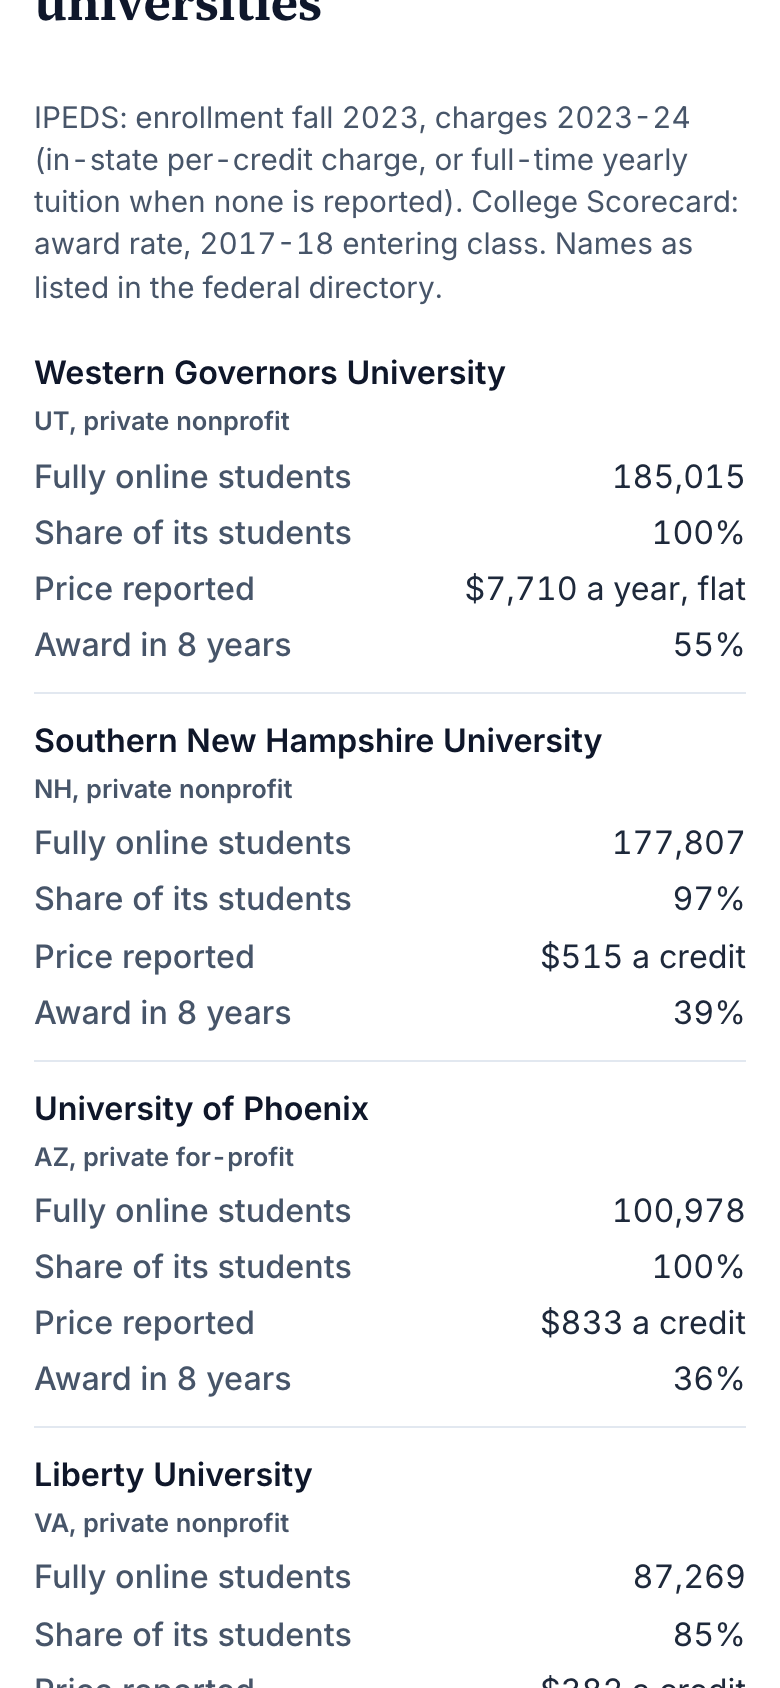 universities
IPEDS: enrollment fall 2023, charges 2023-24
(in-state per-credit charge, or full-time yearly
tuition when none is reported). College Scorecard:
award rate, 2017-18 entering class. Names as
listed in the federal directory.
Western Governors University
UT, private nonprofit
Fully online students 185,015
Share of its students 100%
Price reported $7,710 a year, flat
Award in 8 years 55%
Southern New Hampshire University
NH, private nonprofit
Fully online students 177,807
Share of its students 97%
Price reported $515 a credit
Award in 8 years 39%
University of Phoenix
AZ, private for-profit
Fully online students 100,978
Share of its students 100%
Price reported $833 a credit
Award in 8 years 36%
Liberty University
VA, private nonprofit
Fully online students 87,269
Share of its students 85%
Price reported $382 a credit